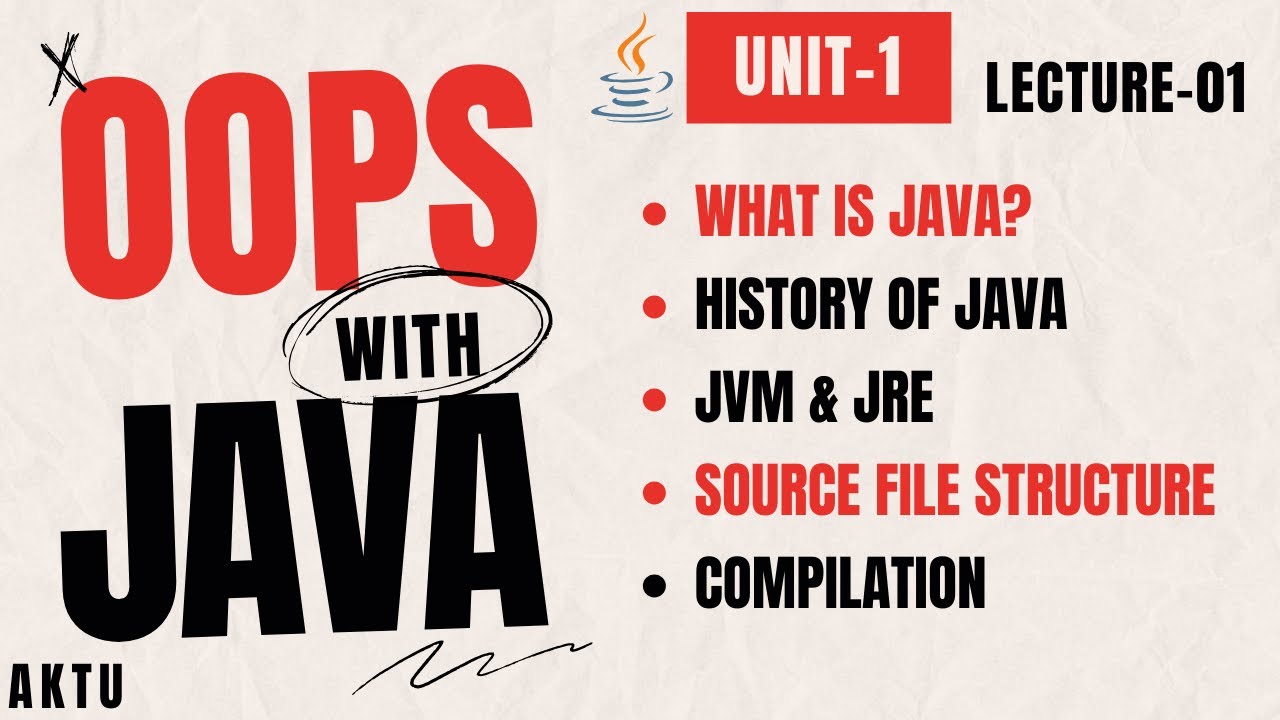 OOPS
WITH
JAVA
AKTU
UNIT-1
LECTURE-01
• WHAT IS JAVA?
• HISTORY OF JAVA
• JVM & JRE
• SOURCE FILE STRUCTURE
• COMPILATION